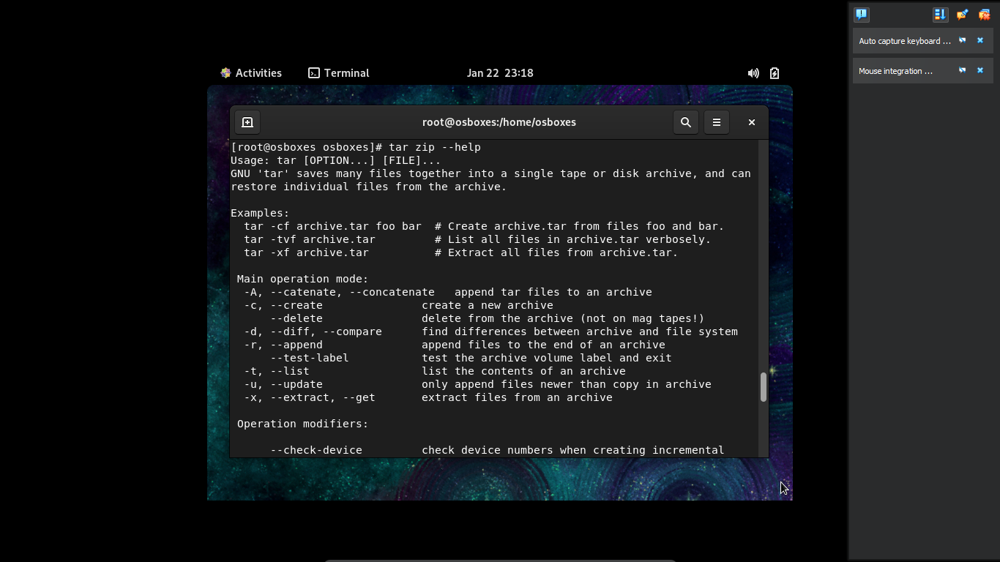 Auto capture keyboard ...
Mouse integration ...
Activities
Terminal
Jan 22 23:18
root@osboxes:/home/osboxes
[root@osboxes osboxes]# tar zip --help
Usage: tar [OPTION...] [FILE]...
GNU 'tar' saves many files together into a single tape or disk archive, and can
restore individual files from the archive.
Examples:
tar -cf archive.tar foo bar # Create archive.tar from files foo and bar.
tar -tvf archive.tar # List all files in archive.tar verbosely.
tar -xf archive.tar # Extract all files from archive.tar.
Main operation mode:
-A, --catenate, --concatenate append tar files to an archive
-c, --create create a new archive
--delete delete from the archive (not on mag tapes!)
-d, --diff, --compare find differences between archive and file system
-r, --append append files to the end of an archive
--test-label test the archive volume label and exit
-t, --list list the contents of an archive
-u, --update only append files newer than copy in archive
-x, --extract, --get extract files from an archive
Operation modifiers:
--check-device check device numbers when creating incremental